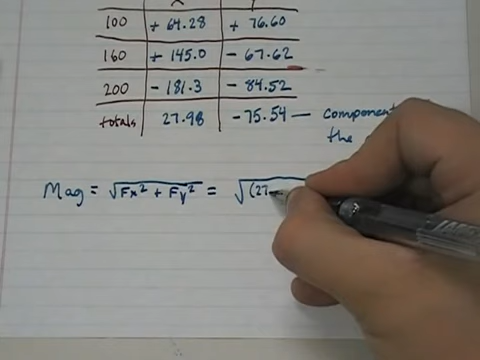 100 + 64.28 + 76.60
160 + 145.0 - 67.62
200 - 181.3 - 84.52
totals 27.98 -75.54 — component
the
Mag = √Fx² + Fy² = √(27